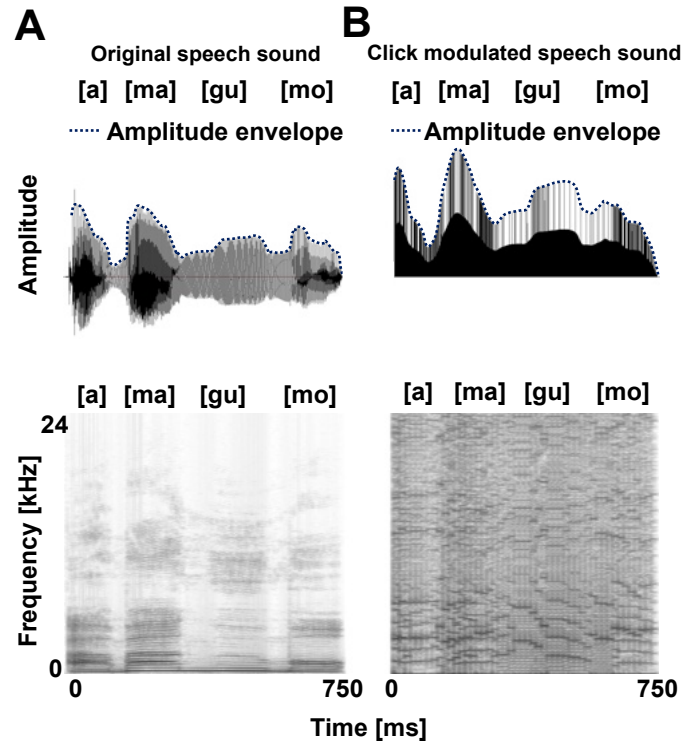 A
B
Original speech sound
Click modulated speech sound
[a] [ma] [gu] [mo]
[a] [ma] [gu] [mo]
Amplitude envelope
Amplitude envelope
Amplitude
[a] [ma] [gu] [mo]
[a] [ma] [gu] [mo]
24
Frequency [kHz]
0
0
750
0
750
Time [ms]